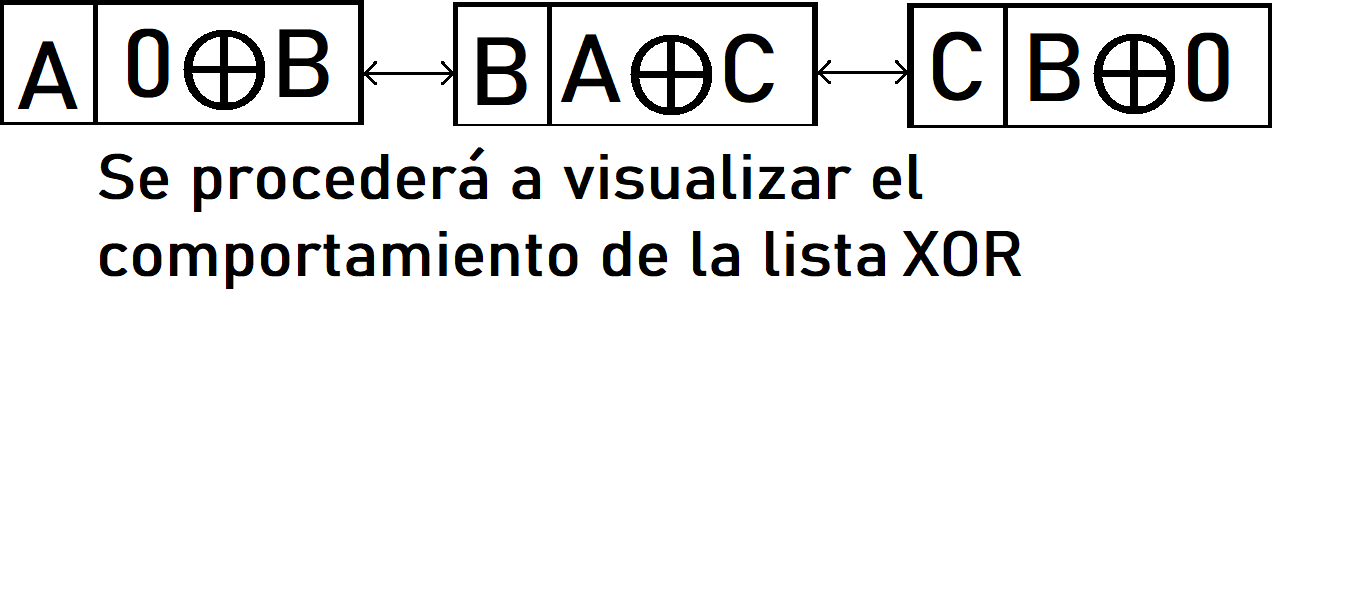 A 0⊕B B A⊕C C B⊕0
Se procederá a visualizar el
comportamiento de la lista XOR